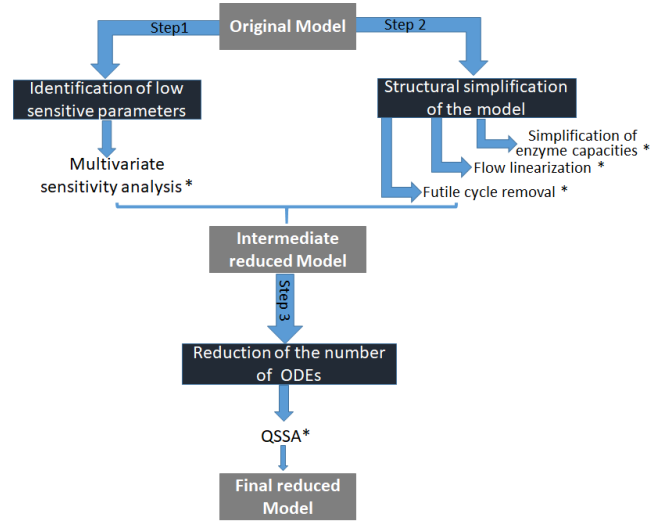 Original Model
Step1
Step 2
Identification of low
sensitive parameters
Structural simplification
of the model
Multivariate
sensitivity analysis *
Simplification of
enzyme capacities *
Flow linearization *
Futile cycle removal *
Intermediate
reduced Model
Step 3
Reduction of the number
of ODEs
QSSA*
Final reduced
Model